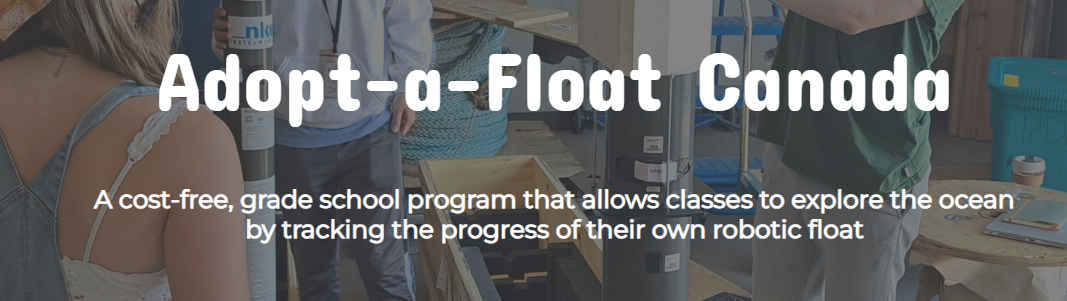 Adopt-a-Float Canada
A cost-free, grade school program that allows classes to explore the ocean
by tracking the progress of their own robotic float